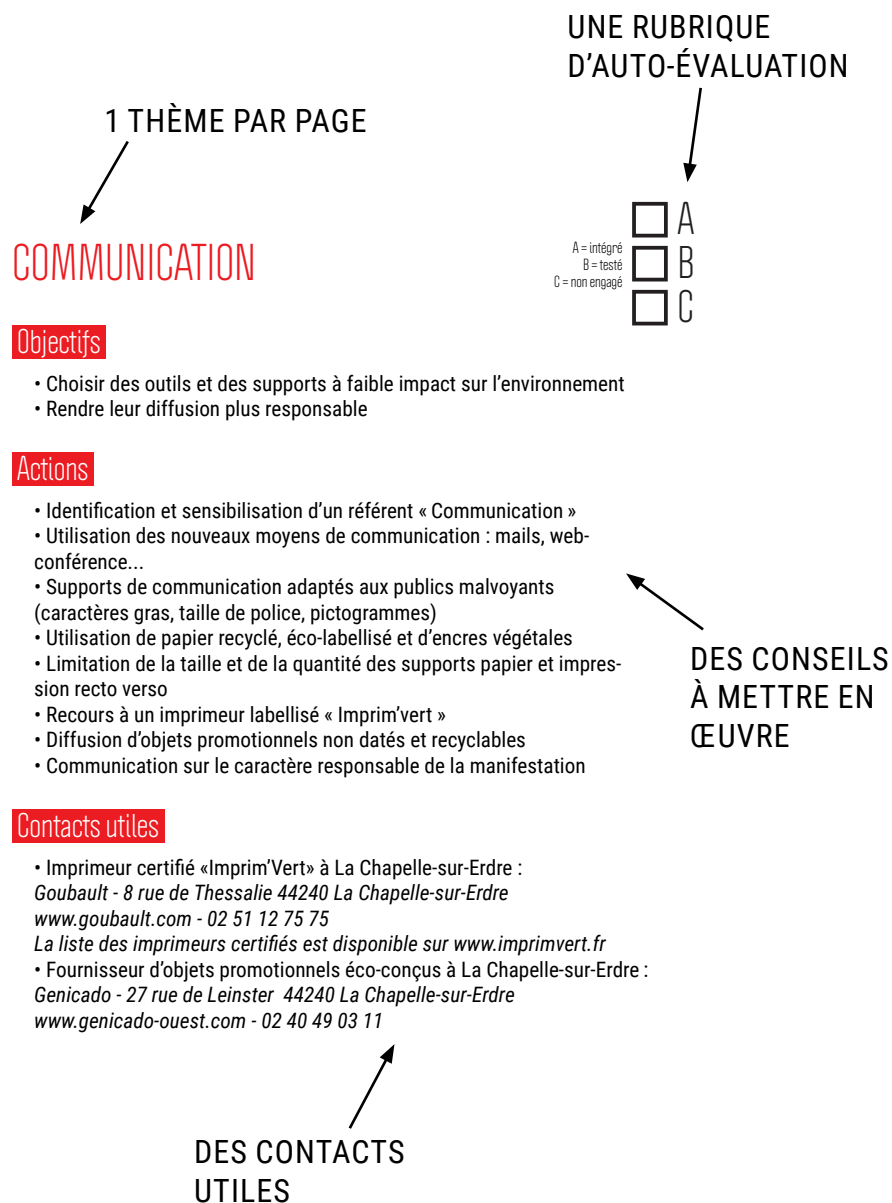 UNE RUBRIQUE
D'AUTO-ÉVALUATION
1 THÈME PAR PAGE
COMMUNICATION
A
A = intégré
B = testé
B
C = non engagé
C
Objectifs
• Choisir des outils et des supports à faible impact sur l'environnement
• Rendre leur diffusion plus responsable
Actions
• Identification et sensibilisation d'un référent « Communication »
• Utilisation des nouveaux moyens de communication : mails, web-
conférence...
• Supports de communication adaptés aux publics malvoyants
(caractères gras, taille de police, pictogrammes)
• Utilisation de papier recyclé, éco-labellisé et d'encres végétales
• Limitation de la taille et de la quantité des supports papier et impres-
sion recto verso
• Recours à un imprimeur labellisé « Imprim'vert »
• Diffusion d'objets promotionnels non datés et recyclables
• Communication sur le caractère responsable de la manifestation
DES CONSEILS
À METTRE EN
ŒUVRE
Contacts utiles
• Imprimeur certifié «Imprim'Vert» à La Chapelle-sur-Erdre :
Goubault - 8 rue de Thessalie 44240 La Chapelle-sur-Erdre
www.goubault.com - 02 51 12 75 75
La liste des imprimeurs certifiés est disponible sur www.imprimvert.fr
• Fournisseur d'objets promotionnels éco-conçus à La Chapelle-sur-Erdre :
Genicado - 27 rue de Leinster 44240 La Chapelle-sur-Erdre
www.genicado-ouest.com - 02 40 49 03 11
DES CONTACTS
UTILES